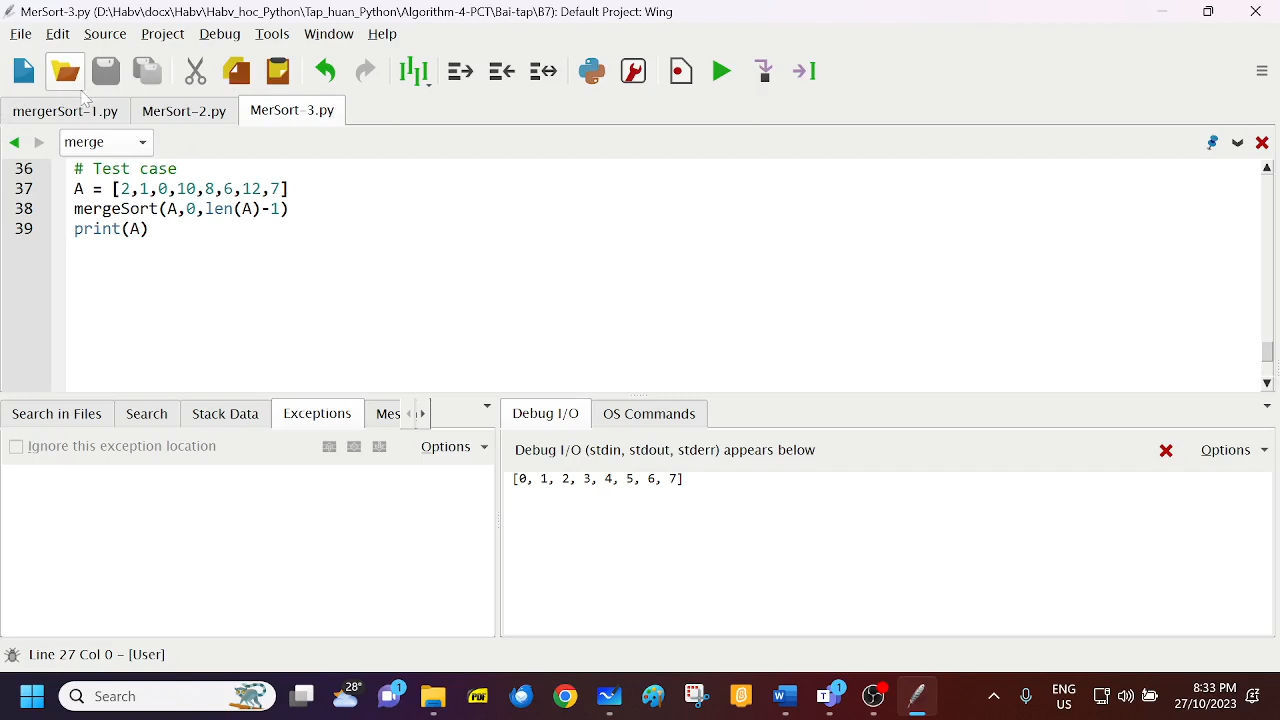 MerSort-3.py (D:\Habv\docx\Habv\Habv_hoc_Python\Tap_huan_Python\Algorithm-4-PCT\Bai-tap\B7): Default Project: Wing
File Edit Source Project Debug Tools Window Help
mergerSort-1.py MerSort-2.py MerSort-3.py
merge
36 # Test case
37 A = [2,1,0,10,8,6,12,7]
38 mergeSort(A,0,len(A)-1)
39 print(A)
Search in Files Search Stack Data Exceptions Mes Debug I/O OS Commands
Ignore this exception location Options Debug I/O (stdin, stdout, stderr) appears below Options
[0, 1, 2, 3, 4, 5, 6, 7]
Line 27 Col 0 – [User]
Search 28° 1 PDF 1 ENG 8:33 PM
US 27/10/2023